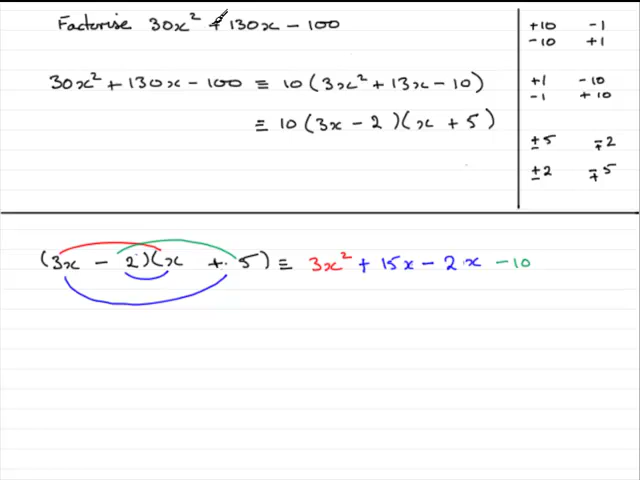 Factorise 30x² + 130x - 100
30x² + 130x - 100 ≡ 10(3x² + 13x - 10)
≡ 10(3x - 2)(x + 5)
+10 -1
-10 +1
+1 -10
-1 +10
±5 ∓2
±2 ∓5
(3x - 2)(x + 5) ≡ 3x² + 15x - 2x - 10